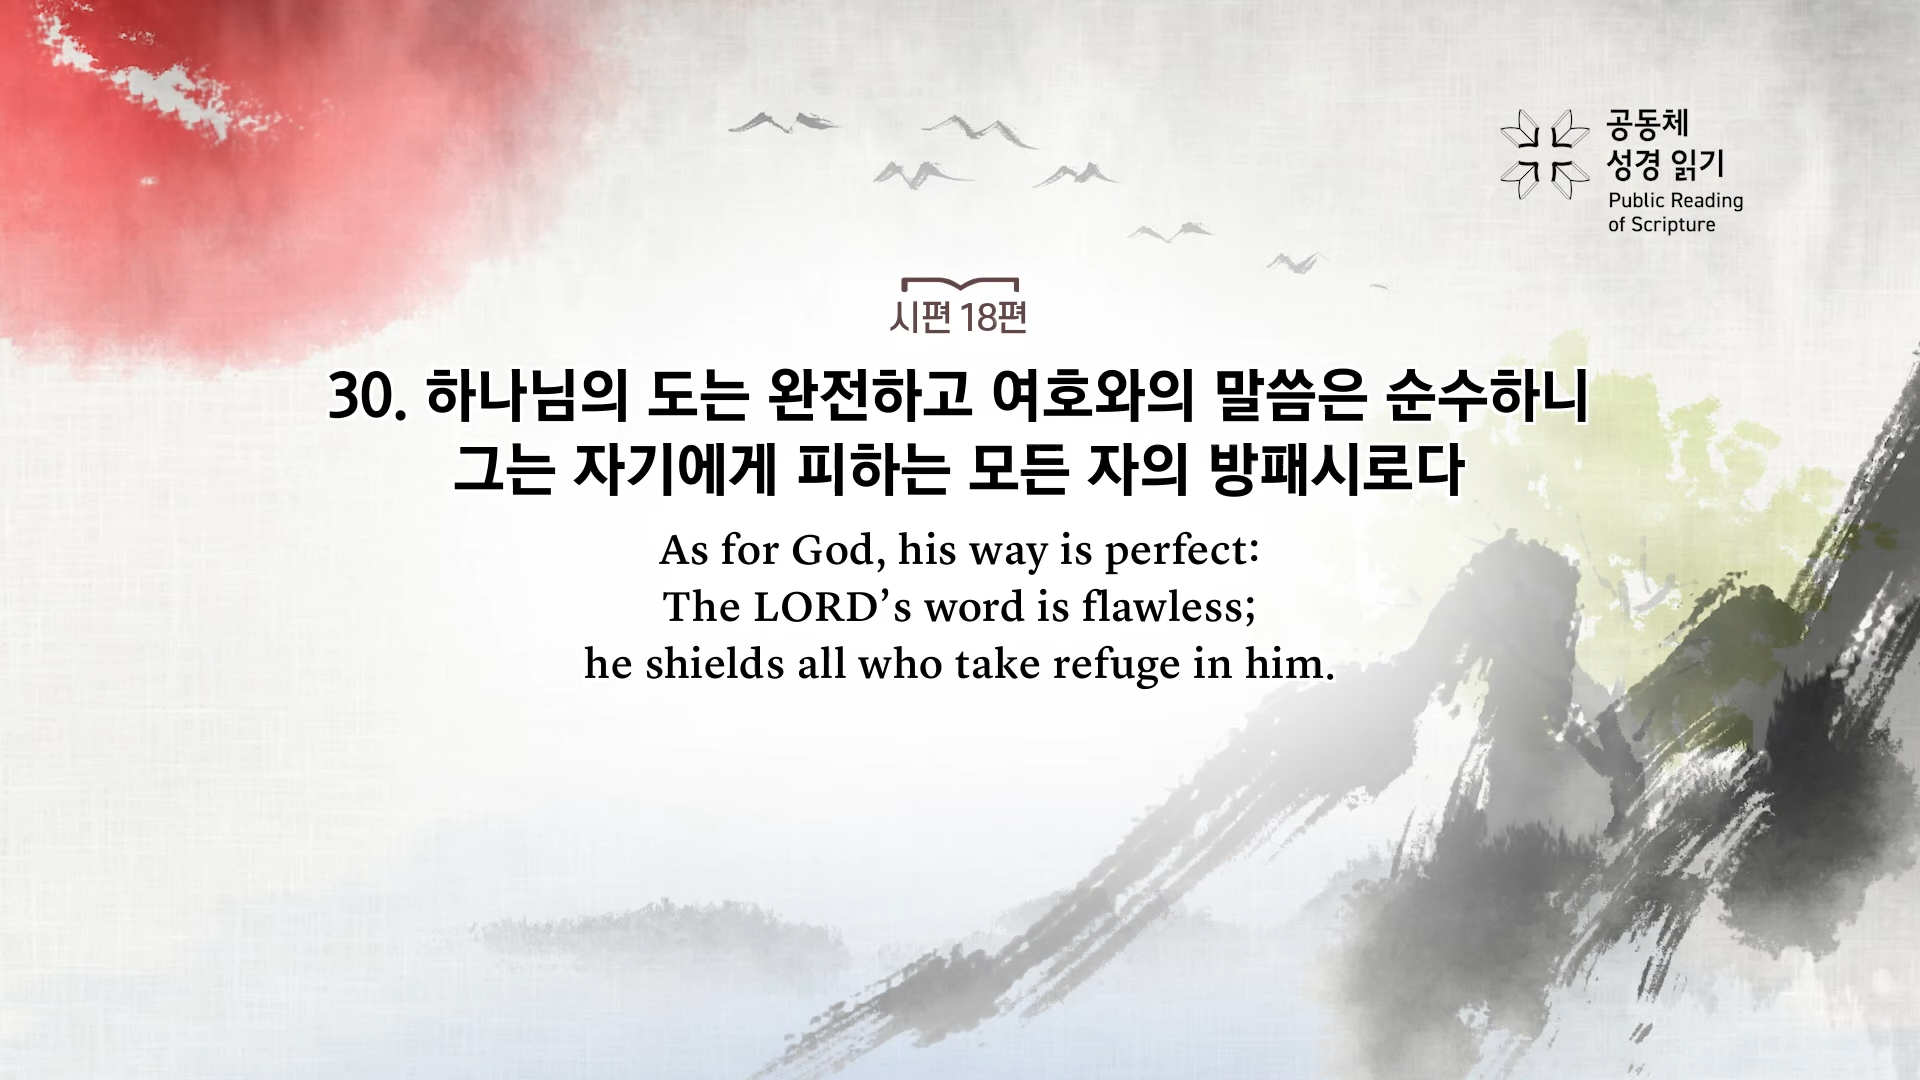 공동체
성경 읽기
Public Reading
of Scripture
시편 18편
30. 하나님의 도는 완전하고 여호와의 말씀은 순수하니
그는 자기에게 피하는 모든 자의 방패시로다
As for God, his way is perfect:
The LORD’s word is flawless;
he shields all who take refuge in him.